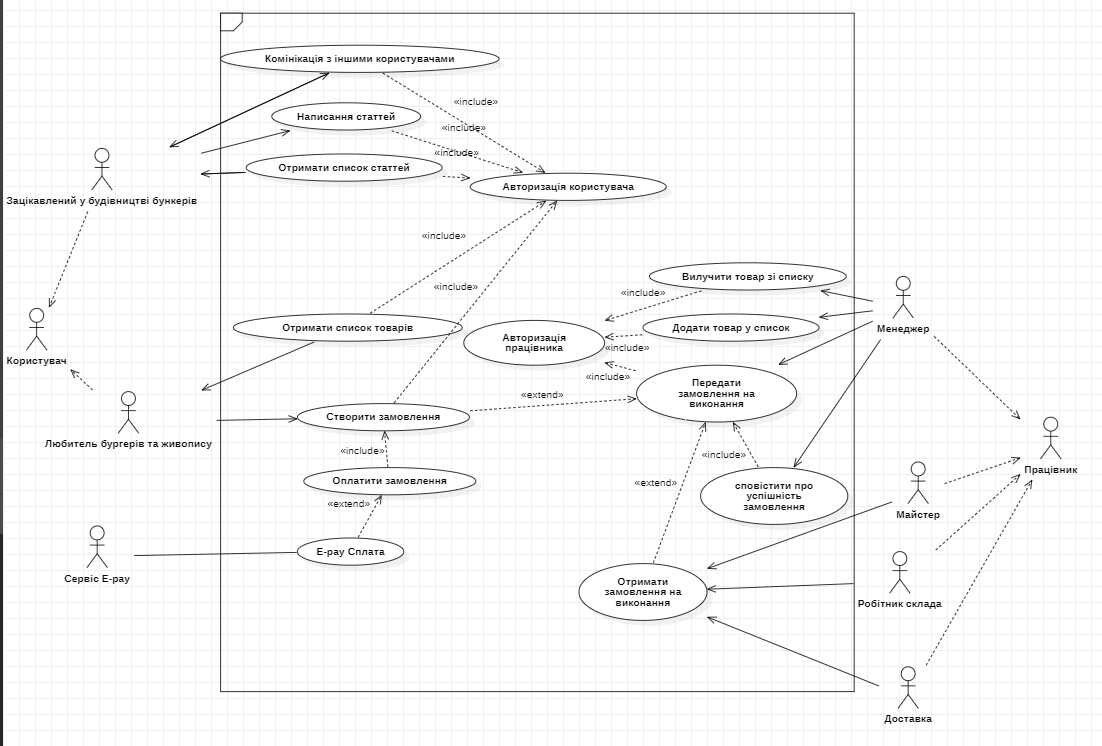 Комінікація з іншими користувачами
«include»
Написання статтей
«include»
«include»
Отримати список статтей
Авторизація користувача
Зацікавлений у будівництві бункерів
«include»
Вилучити товар зі списку
«include»
«include»
Отримати список товарів
Авторизація
працівника
Додати товар у список
Менеджер
«include»
Користувач
«include»
Передати
замовлення на
виконання
«extend»
Створити замовлення
Любитель бургерів та живопису
«include»
«include»
Працівник
Оплатити замовлення
«extend»
сповістити про
успішність
замовлення
«extend»
Майстер
E-pay Сплата
Сервіс E-pay
Отримати
замовлення на
виконання
Робітник склада
Доставка